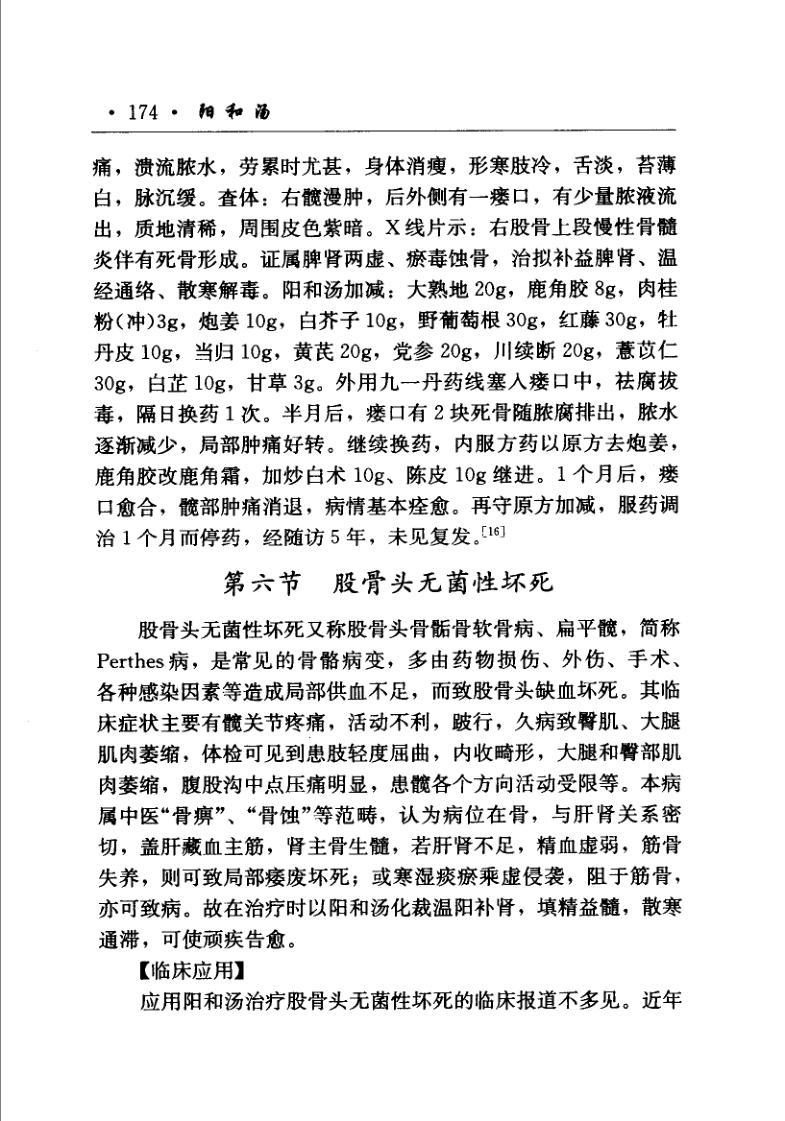 · 174 · 阳和汤
痛，溃流脓水，劳累时尤甚，身体消瘦，形寒肢冷，舌淡，苔薄
白，脉沉缓。查体：右髋漫肿，后外侧有一瘘口，有少量脓液流
出，质地清稀，周围皮色紫暗。X线片示：右股骨上段慢性骨髓
炎伴有死骨形成。证属脾肾两虚、瘀毒蚀骨，治拟补益脾肾、温
经通络、散寒解毒。阳和汤加减：大熟地 20g，鹿角胶 8g，肉桂
粉(冲)3g，炮姜 10g，白芥子 10g，野葡萄根 30g，红藤 30g，牡
丹皮 10g，当归 10g，黄芪 20g，党参 20g，川续断 20g，薏苡仁
30g，白芷 10g，甘草 3g。外用九一丹药线塞入瘘口中，祛腐拔
毒，隔日换药 1 次。半月后，瘘口有 2 块死骨随脓腐排出，脓水
逐渐减少，局部肿痛好转。继续换药，内服方药以原方去炮姜，
鹿角胶改鹿角霜，加炒白术 10g、陈皮 10g 继进。1 个月后，瘘
口愈合，髋部肿痛消退，病情基本痊愈。再守原方加减，服药调
治 1 个月而停药，经随访 5 年，未见复发。[16]
第六节 股骨头无菌性坏死
股骨头无菌性坏死又称股骨头骨骺骨软骨病、扁平髋，简称
Perthes 病，是常见的骨骼病变，多由药物损伤、外伤、手术、
各种感染因素等造成局部供血不足，而致股骨头缺血坏死。其临
床症状主要有髋关节疼痛，活动不利，跛行，久病致臀肌、大腿
肌肉萎缩，体检可见到患肢轻度屈曲，内收畸形，大腿和臀部肌
肉萎缩，腹股沟中点压痛明显，患髋各个方向活动受限等。本病
属中医“骨痹”、“骨蚀”等范畴，认为病位在骨，与肝肾关系密
切，盖肝藏血主筋，肾主骨生髓，若肝肾不足，精血虚弱，筋骨
失养，则可致局部痿废坏死；或寒湿痰瘀乘虚侵袭，阻于筋骨，
亦可致病。故在治疗时以阳和汤化裁温阳补肾，填精益髓，散寒
通滞，可使顽疾告愈。
【临床应用】
应用阳和汤治疗股骨头无菌性坏死的临床报道不多见。近年